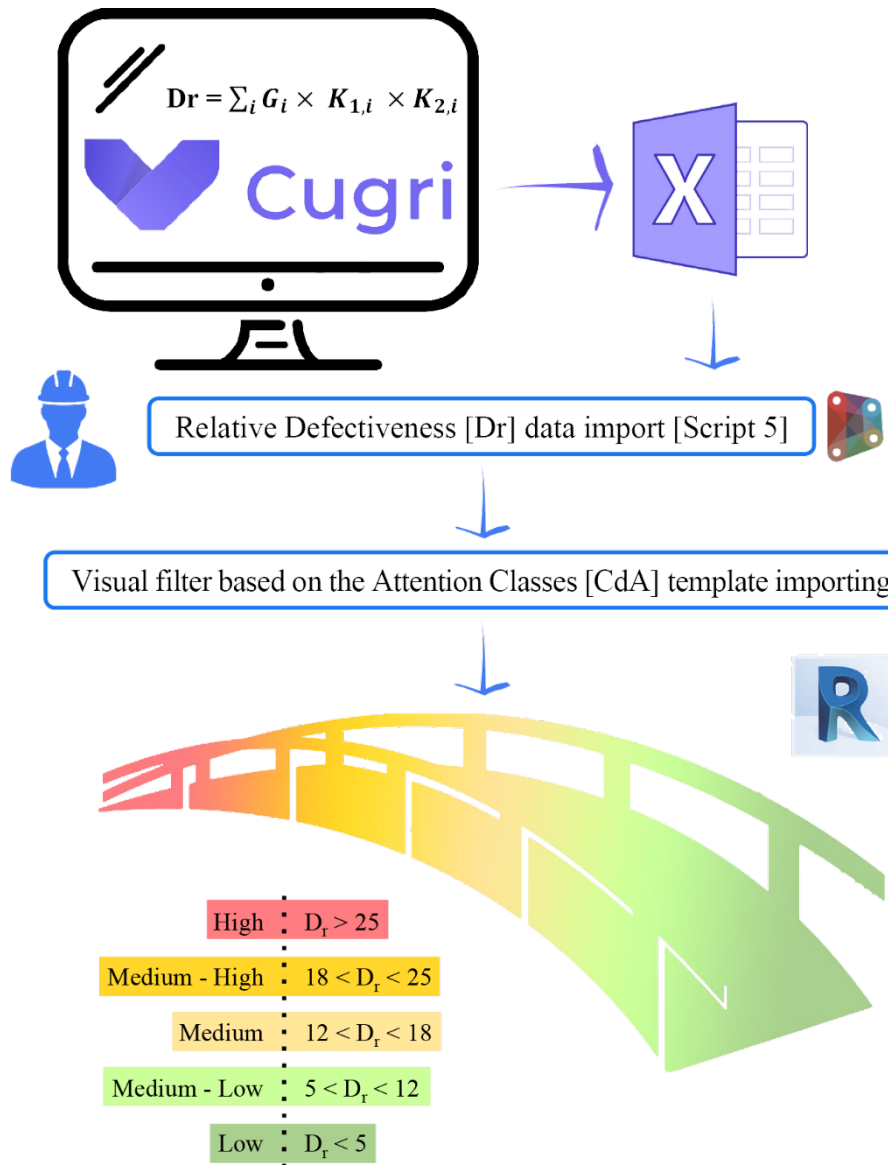 Dr = ∑ᵢ Gᵢ × K₁,ᵢ × K₂,ᵢ
Cugri
X
Relative Defectiveness [Dr] data import [Script 5]
Visual filter based on the Attention Classes [CdA] template importing
R
High Dᵣ > 25
Medium - High 18 < Dᵣ < 25
Medium 12 < Dᵣ < 18
Medium - Low 5 < Dᵣ < 12
Low Dᵣ < 5